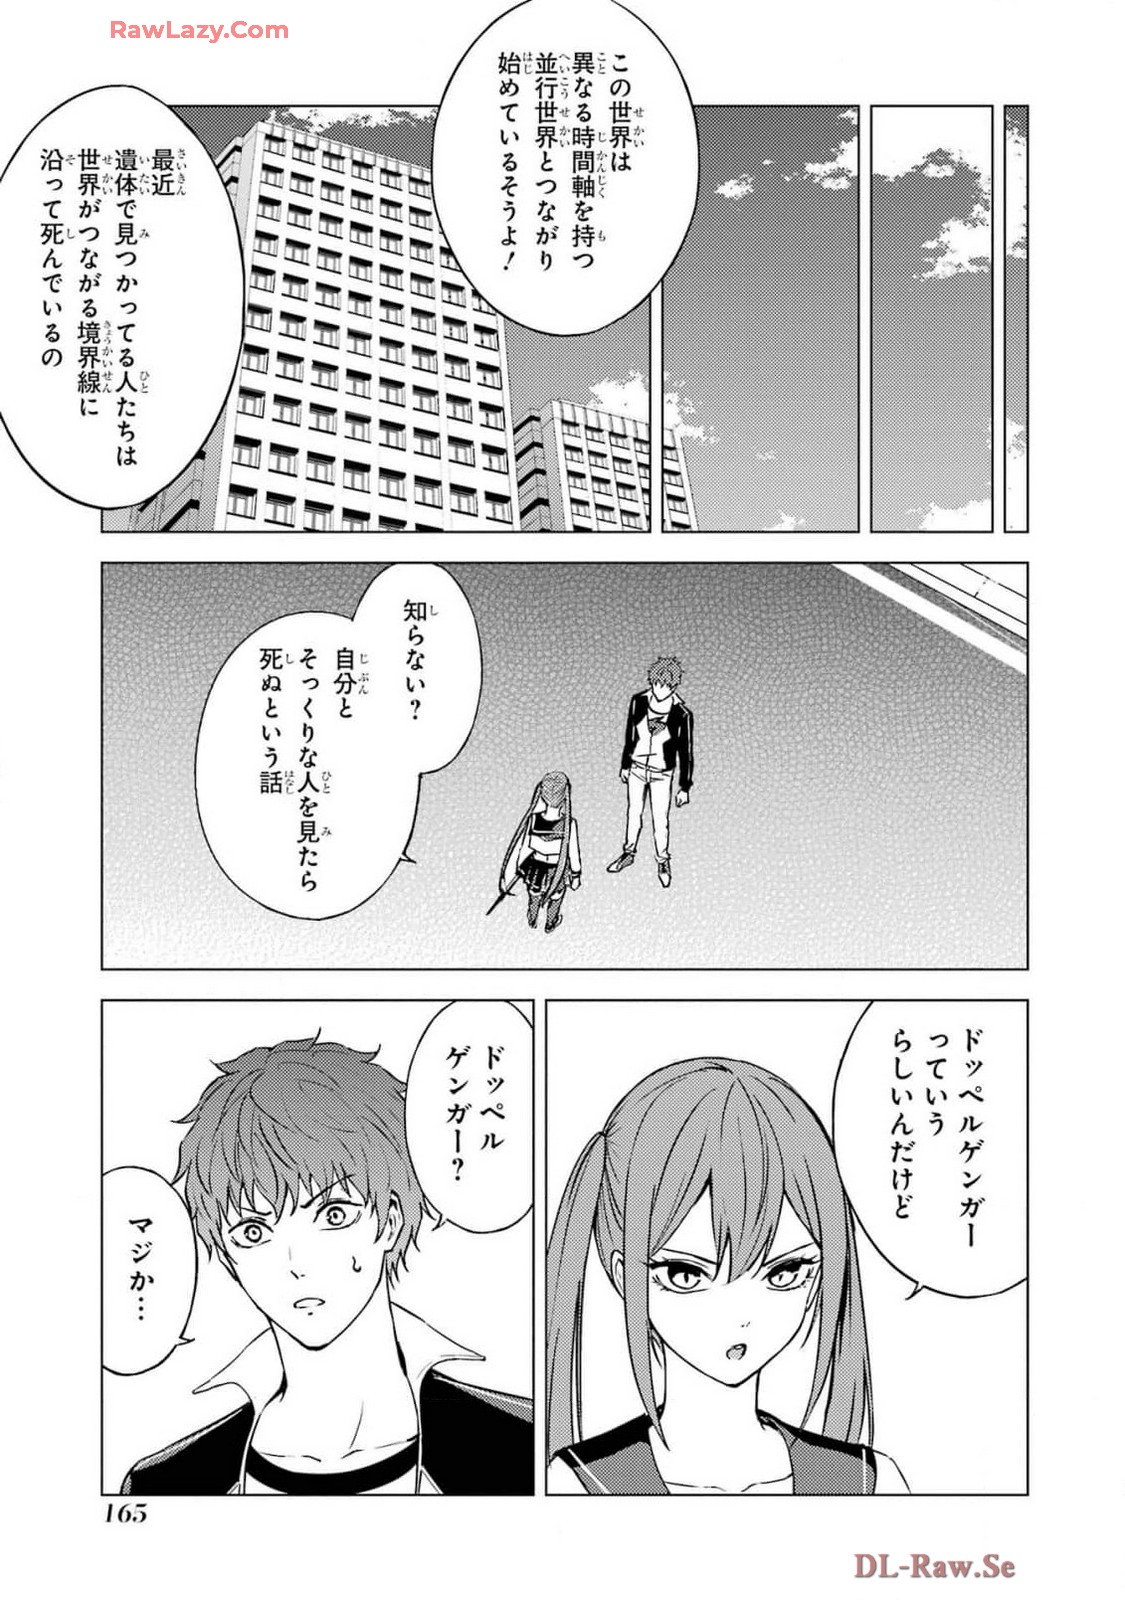 RawLazy.Com
この世界は
異なる時間軸を持つ
並行世界とつながり
始めているそうよ！
最近
遺体で見つかってる人たちは
世界がつながる境界線に
沿って死んでいるの
知らない？
自分と
そっくりな人を見たら
死ぬという話
ドッペルゲンガー
っていう
らしいんだけど
ドッペル
ゲンガー？
マジか…
165
DL-Raw.Se